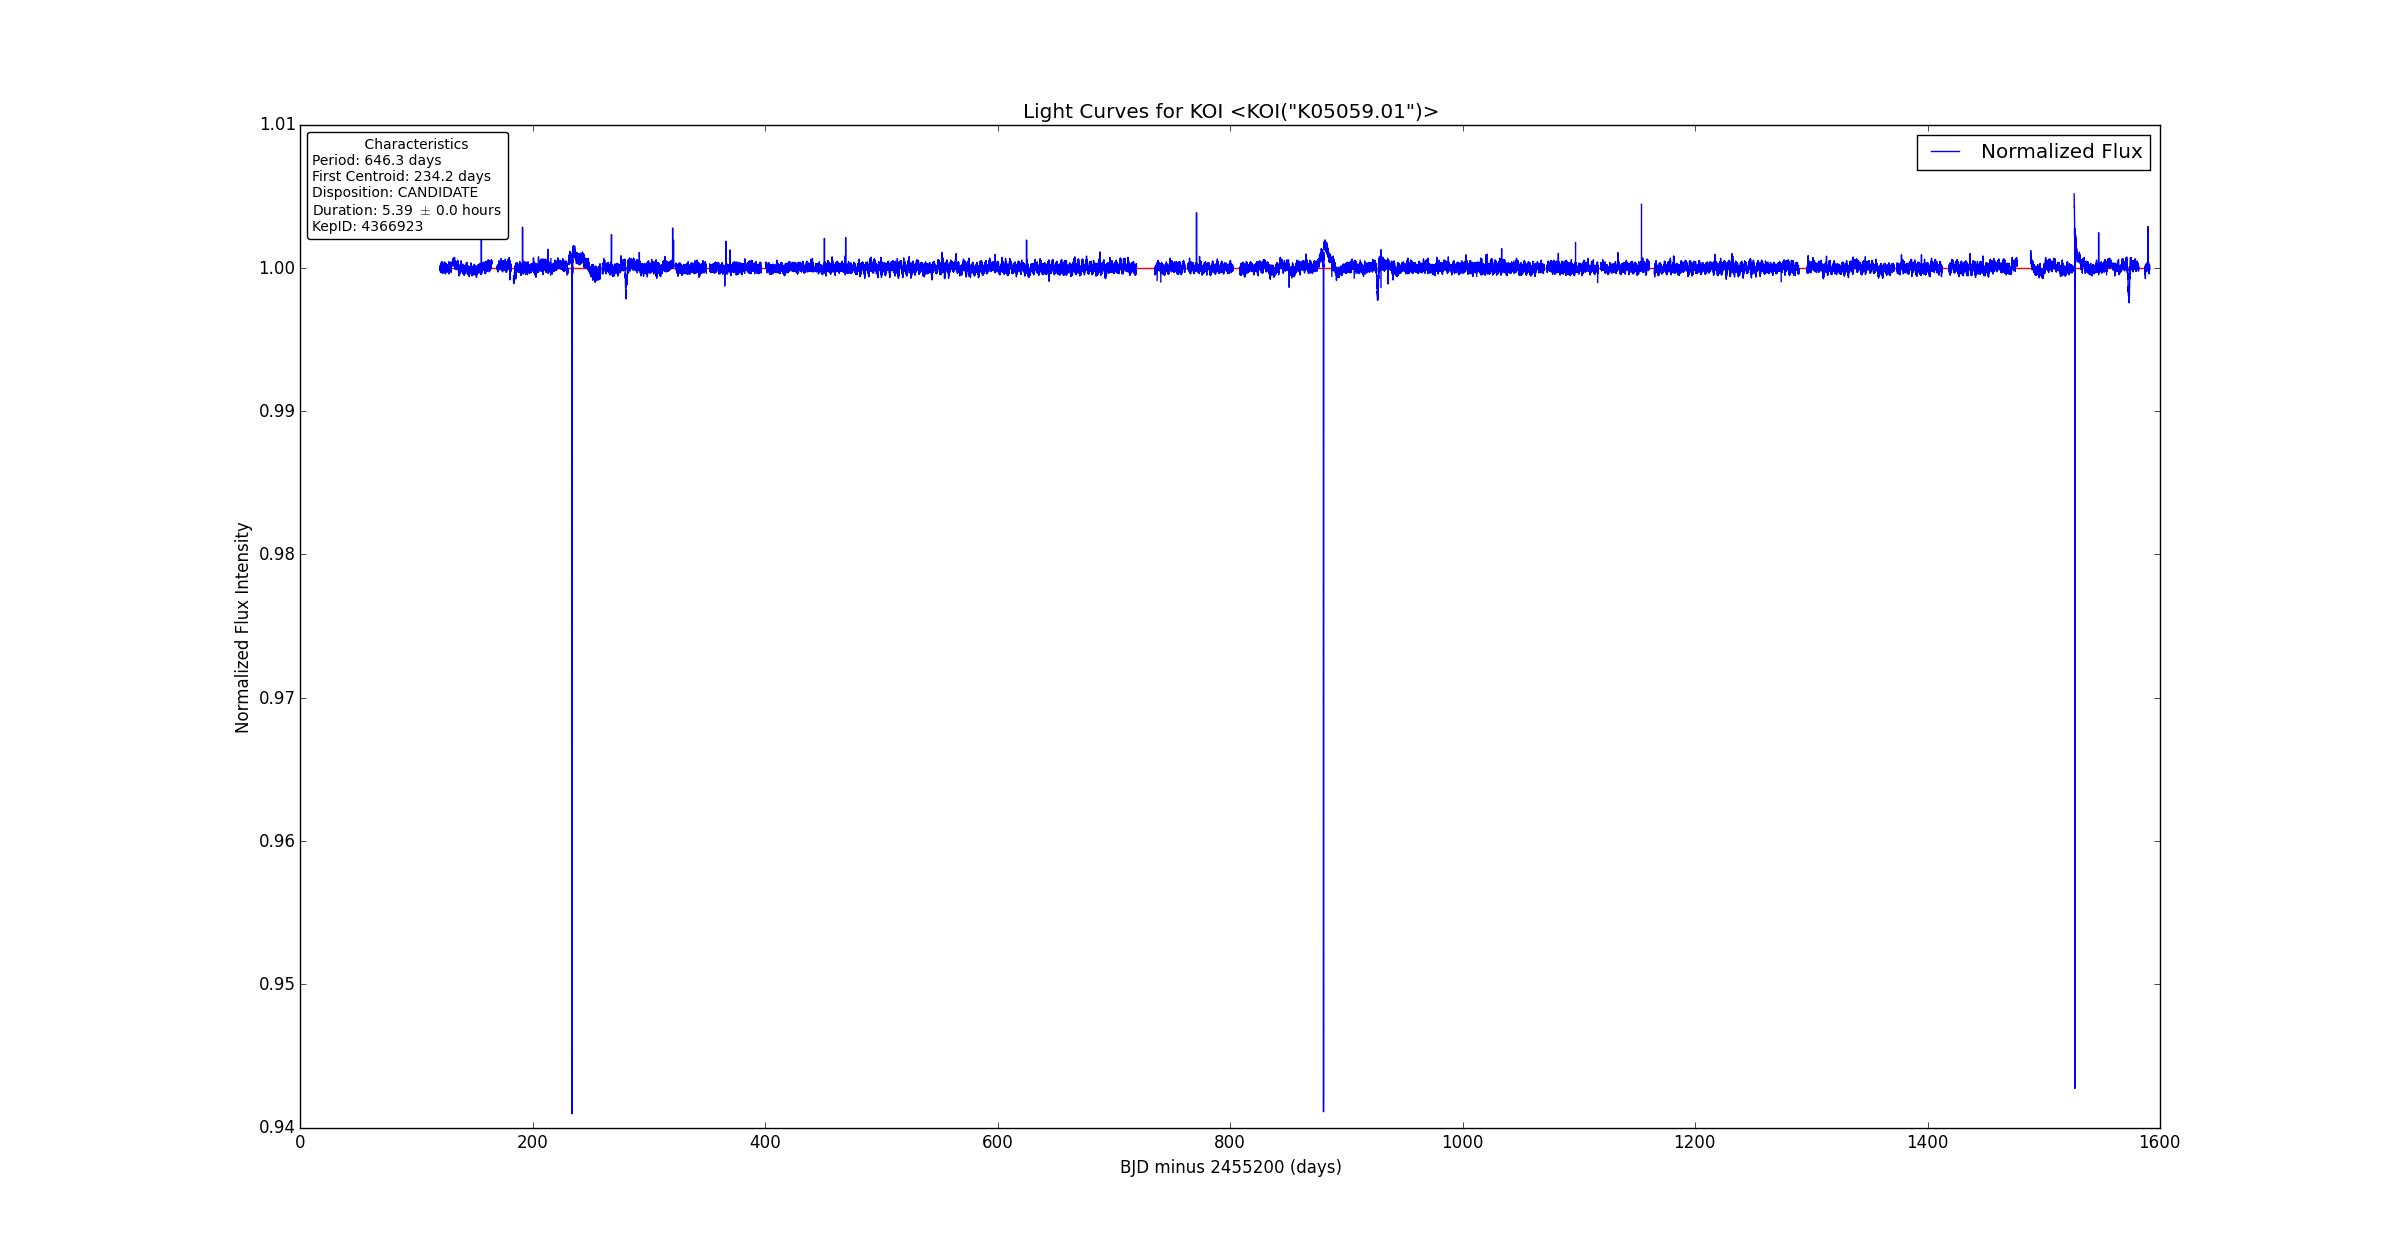 Light Curves for KOI <KOI("K05059.01")>
1.01
1.00
0.99
0.98
0.97
0.96
0.95
0.94
Normalized Flux Intensity
Characteristics
Period: 646.3 days
First Centroid: 234.2 days
Disposition: CANDIDATE
Duration: 5.39 ± 0.0 hours
KepID: 4366923
Normalized Flux
0 200 400 600 800 1000 1200 1400 1600
BJD minus 2455200 (days)